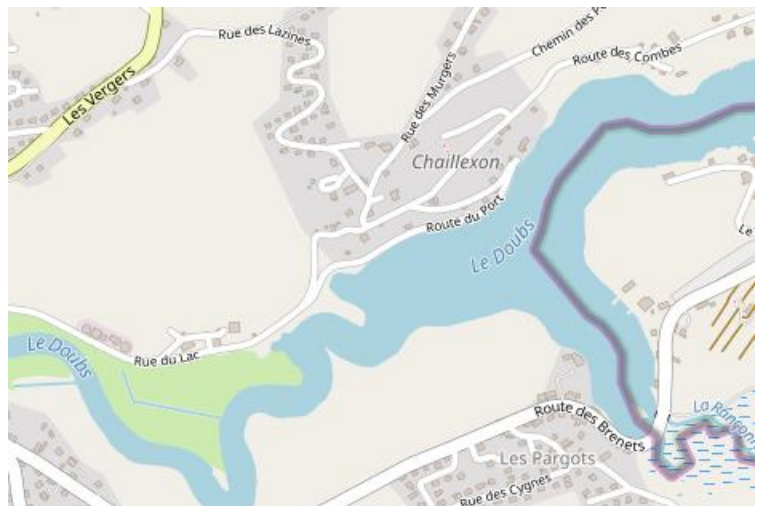 Rue des Lazines
Chemin des
Route des Combes
Les Vergers
Rue des Murgers
Chaillexon
Route du Port
Le Doubs
Le
Le Doubs
Rue du Lac
La
Route des Brenets
Les Pargots
Rue des Cygnes